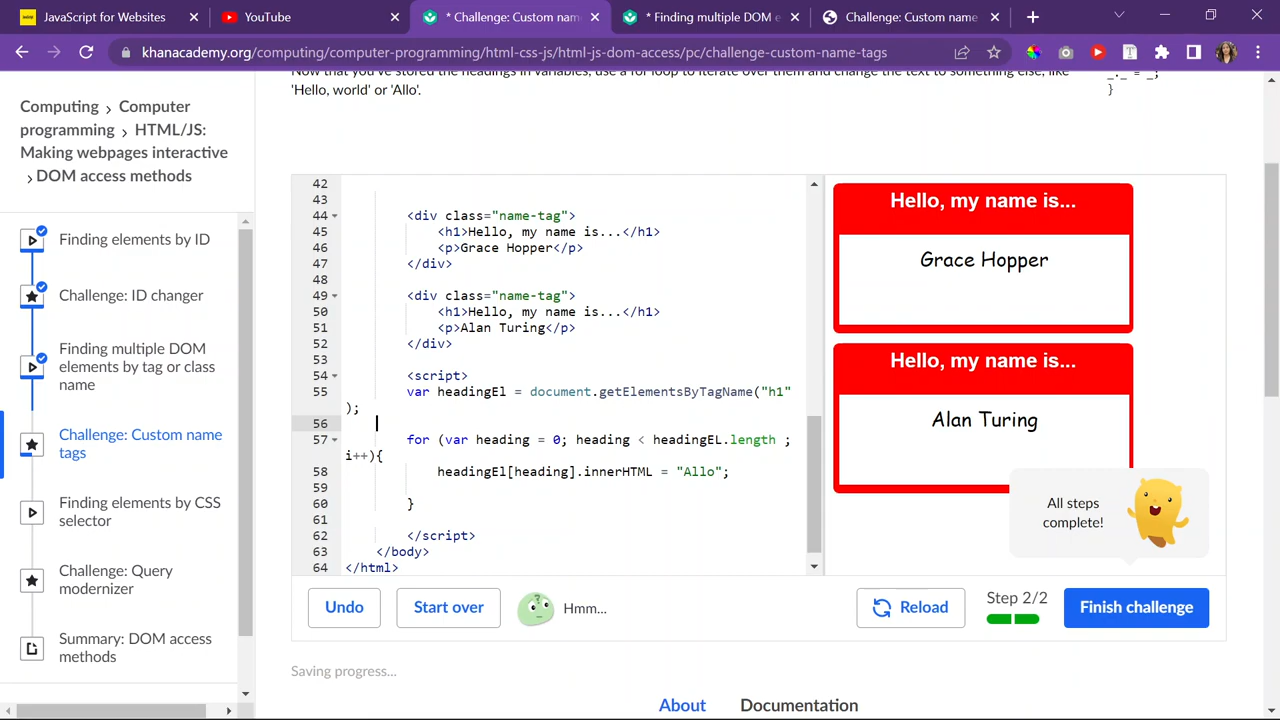 JavaScript for Websites
YouTube
* Challenge: Custom nam
* Finding multiple DOM e
Challenge: Custom name
khanacademy.org/computing/computer-programming/html-css-js/html-js-dom-access/pc/challenge-custom-name-tags
Computing
Computer programming
HTML/JS: Making webpages interactive
DOM access methods
Finding elements by ID
Challenge: ID changer
Finding multiple DOM
elements by tag or class
name
Challenge: Custom name
tags
Finding elements by CSS
selector
Challenge: Query
modernizer
Summary: DOM access
methods
Now that you've stored the headings in variables, use a for loop to iterate over them and change the text to something else, like
'Hello, world' or 'Allo'.
_._ = _;
}
42
43
44 <div class="name-tag">
45 <h1>Hello, my name is...</h1>
46 <p>Grace Hopper</p>
47 </div>
48
49 <div class="name-tag">
50 <h1>Hello, my name is...</h1>
51 <p>Alan Turing</p>
52 </div>
53
54 <script>
55 var headingEl = document.getElementsByTagName("h1"
);
56
57 for (var heading = 0; heading < headingEL.length ;
i++){
58 headingEl[heading].innerHTML = "Allo";
59
60 }
61
62 </script>
63 </body>
64 </html>
Hello, my name is...
Grace Hopper
Hello, my name is...
Alan Turing
All steps
complete!
Undo
Start over
Hmm...
Reload
Step 2/2
Finish challenge
Saving progress...
About
Documentation